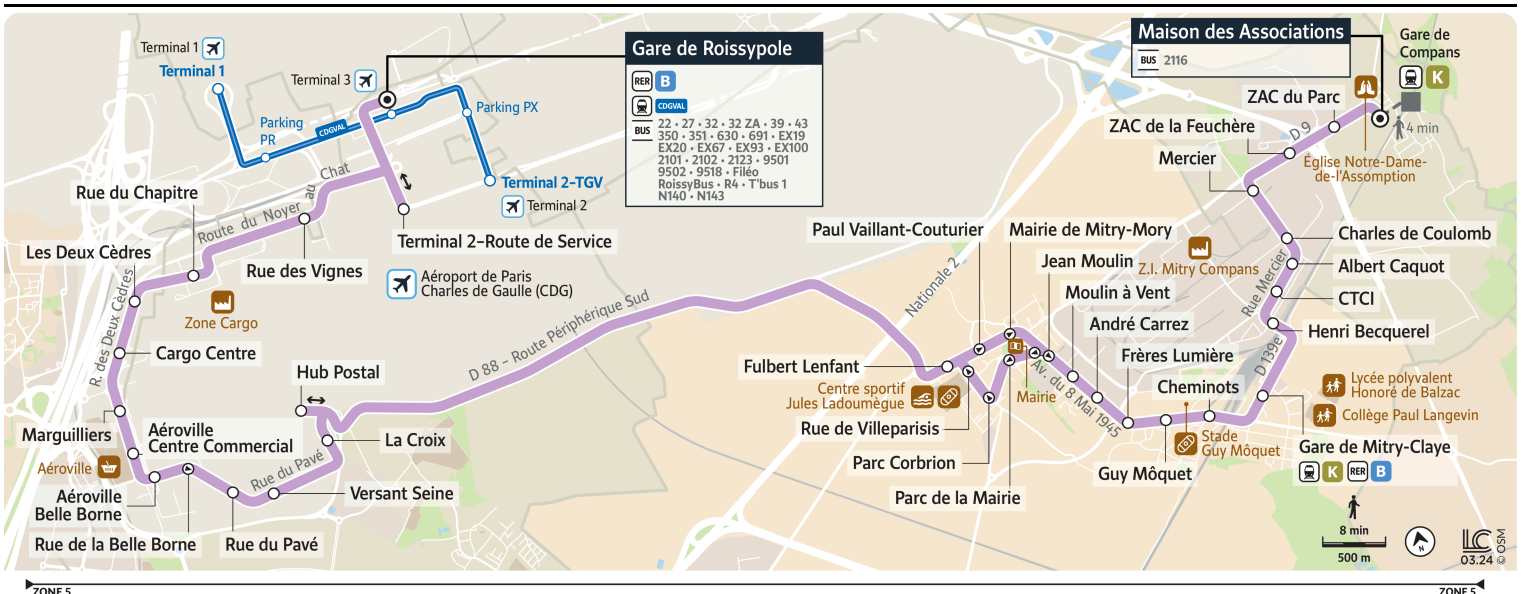 Terminal 1
Terminal 1
Terminal 3
Parking
PR
CDGVAL
Parking PX
Terminal 2–TGV
Terminal 2
Terminal 2–Route de Service
Aéroport de Paris
Charles de Gaulle (CDG)
Gare de Roissypole
RER B
CDGVAL
BUS
22 • 27 • 32 • 32 ZA • 39 • 43
350 • 351 • 630 • 691 • EX19
EX20 • EX67 • EX93 • EX100
2101 • 2102 • 2123 • 9501
9502 • 9518 • Filéo
RoissyBus • R4 • T'bus 1
N140 • N143
Maison des Associations
BUS 2116
Gare de
Compans
K
4 min
Église Notre-Dame-
de-l'Assomption
ZAC du Parc
D 9
ZAC de la Feuchère
Mercier
Charles de Coulomb
Albert Caquot
CTCI
Henri Becquerel
Rue Mercier
D 139e
Z.I. Mitry Compans
Rue du Chapitre
Route du Noyer au Chat
Rue des Vignes
Les Deux Cèdres
R. des Deux Cèdres
Zone Cargo
Cargo Centre
Marguilliers
Aéroville
Centre Commercial
Aéroville
Aéroville
Belle Borne
Rue de la Belle Borne
Rue du Pavé
Rue du Pavé
Versant Seine
La Croix
Hub Postal
D 88 – Route Périphérique Sud
Nationale 2
Paul Vaillant-Couturier
Mairie de Mitry-Mory
Jean Moulin
Moulin à Vent
André Carrez
Frères Lumière
Cheminots
Fulbert Lenfant
Centre sportif
Jules Ladoumègue
Rue de Villeparisis
Parc Corbrion
Parc de la Mairie
Mairie
Av. du 8 Mai 1945
Guy Môquet
Stade
Guy Môquet
Lycée polyvalent
Honoré de Balzac
Collège Paul Langevin
Gare de Mitry-Claye
K RER B
8 min
500 m
N
LC
03.24 © OSM
ZONE 5
ZONE 5